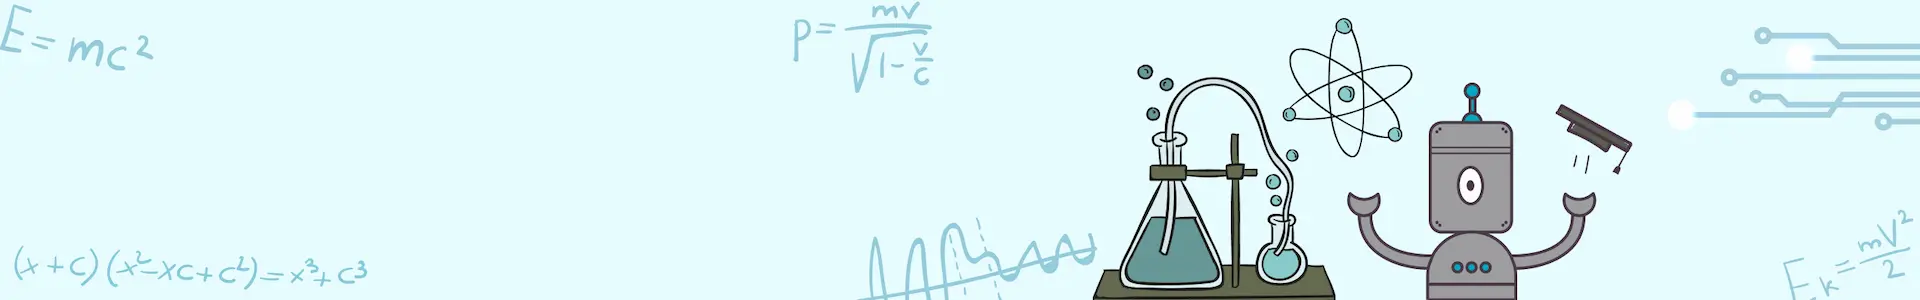 E = mc²
P = mv / √1 - v/c
(x + c) (x² - xc + c²) = x³ + c³
Eₖ = mV² / 2